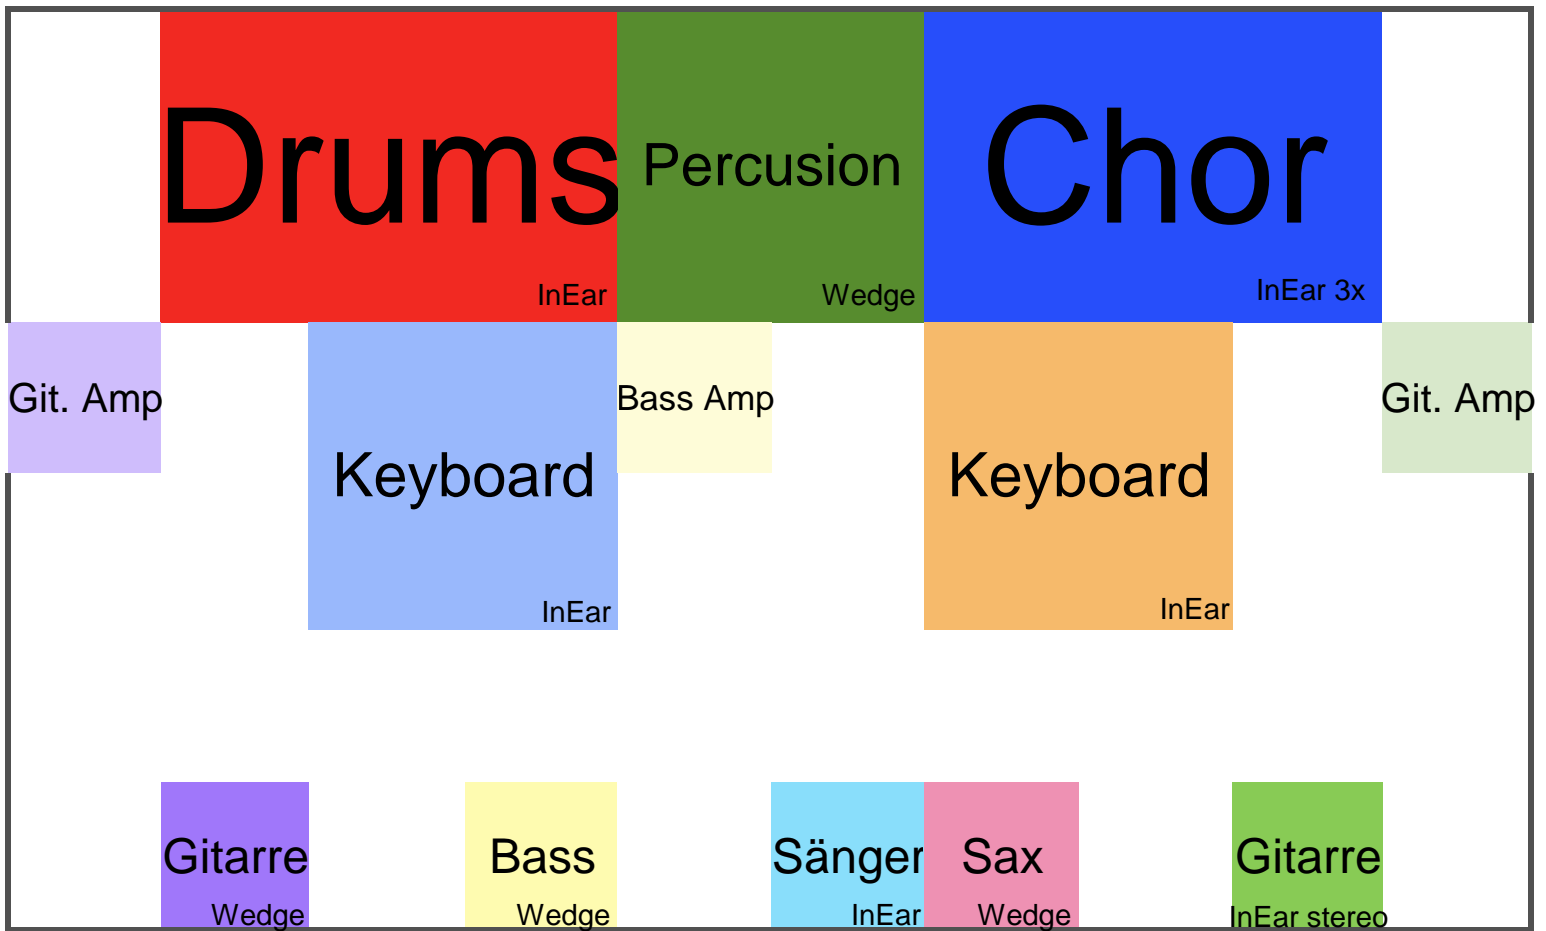 Drums
Percusion
Chor
InEar
Wedge
InEar 3x
Git. Amp
Bass Amp
Git. Amp
Keyboard
Keyboard
InEar
InEar
Gitarre
Bass
Sänger
Sax
Gitarre
Wedge
Wedge
InEar
Wedge
InEar stereo